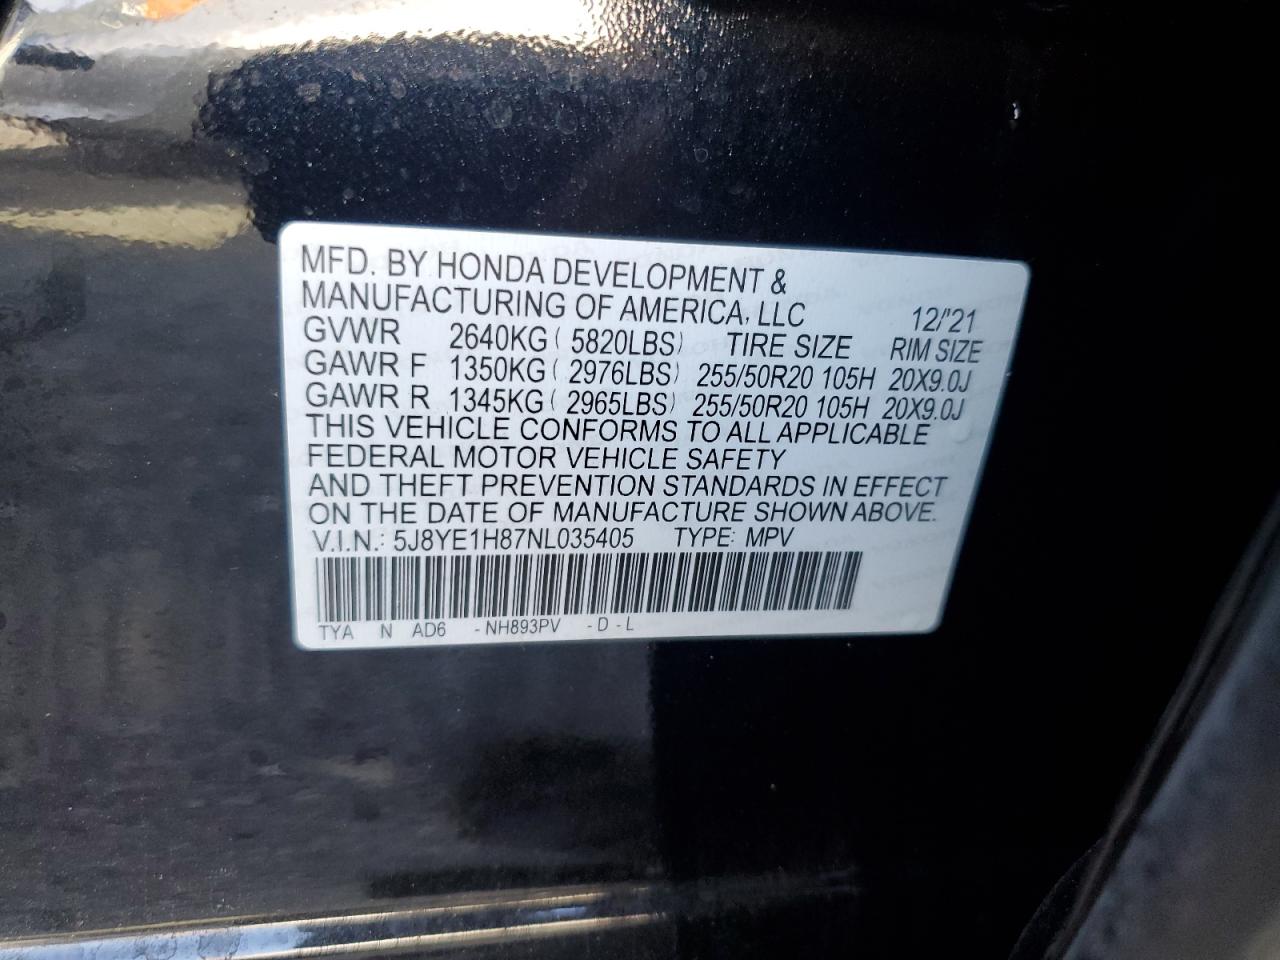 MFD. BY HONDA DEVELOPMENT &
MANUFACTURING OF AMERICA, LLC 12/'21
GVWR 2640KG ( 5820LBS) TIRE SIZE RIM SIZE
GAWR F 1350KG ( 2976LBS) 255/50R20 105H 20X9.0J
GAWR R 1345KG ( 2965LBS) 255/50R20 105H 20X9.0J
THIS VEHICLE CONFORMS TO ALL APPLICABLE
FEDERAL MOTOR VEHICLE SAFETY
AND THEFT PREVENTION STANDARDS IN EFFECT
ON THE DATE OF MANUFACTURE SHOWN ABOVE.
V.I.N.: 5J8YE1H87NL035405 TYPE: MPV
TYA N AD6 -NH893PV -D-L